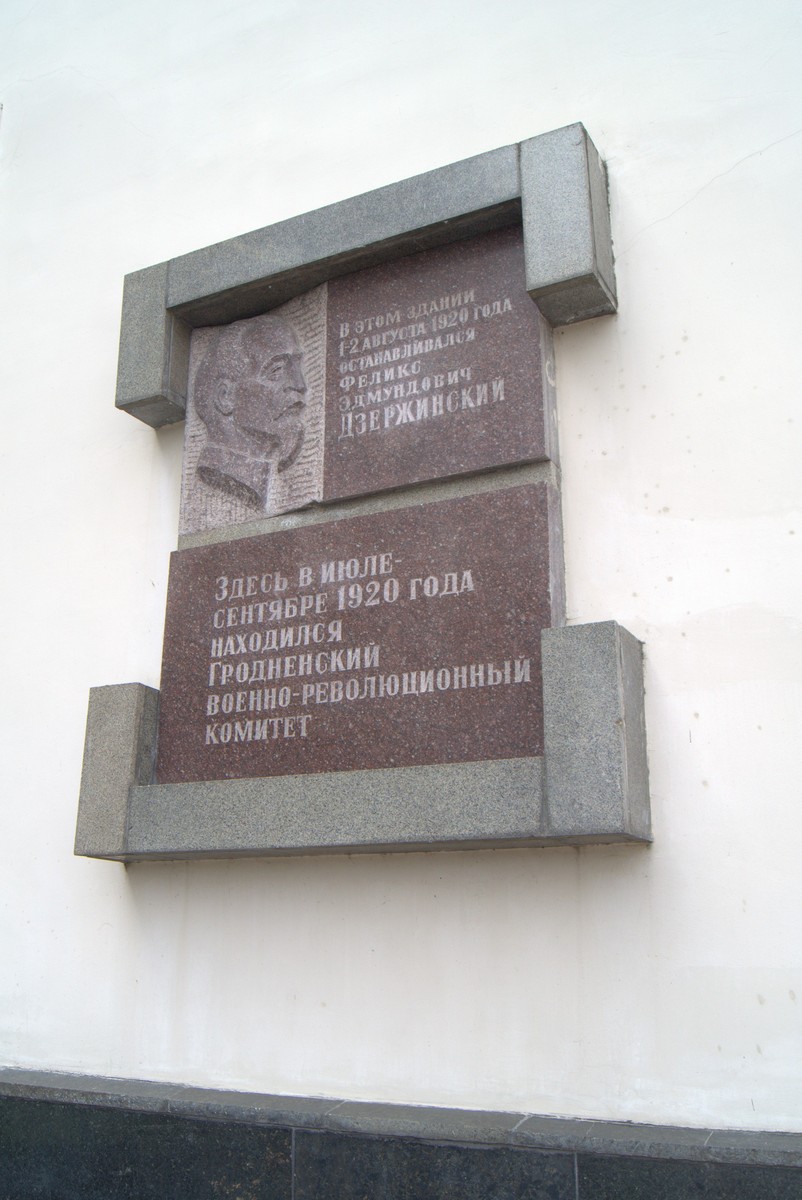 В ЭТОМ ЗДАНИИ
1-2 АВГУСТА 1920 ГОДА
ОСТАНАВЛИВАЛСЯ
ФЕЛИКС
ЭДМУНДОВИЧ
ДЗЕРЖИНСКИЙ
ЗДЕСЬ В ИЮЛЕ-
СЕНТЯБРЕ 1920 ГОДА
НАХОДИЛСЯ
ГРОДНЕНСКИЙ
ВОЕННО-РЕВОЛЮЦИОННЫЙ
КОМИТЕТ